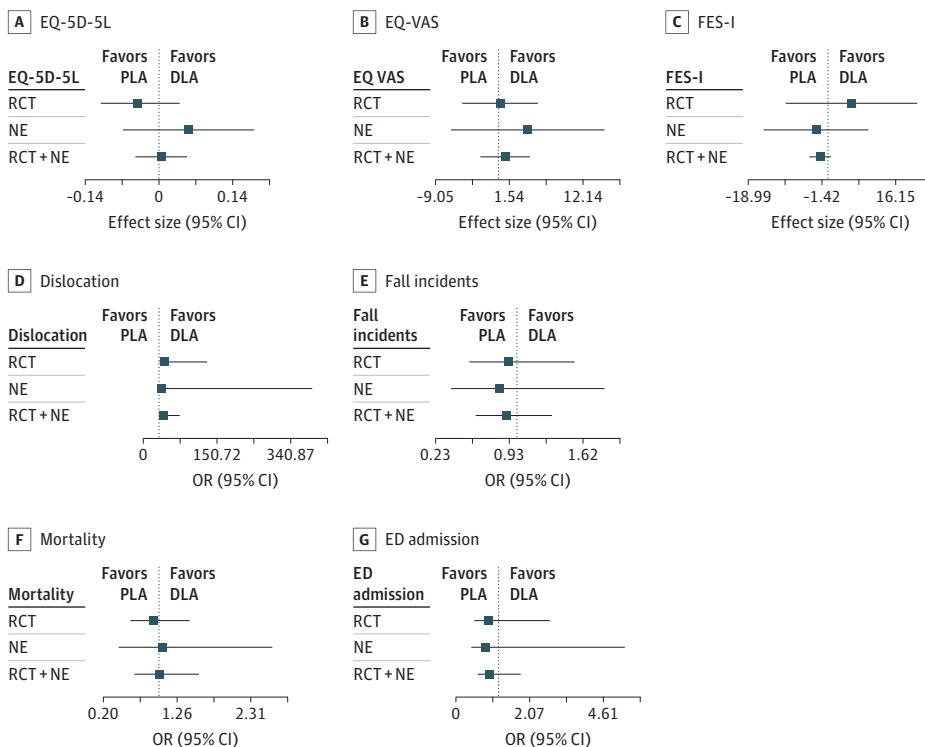 A EQ-5D-5L
Favors Favors
EQ-5D-5L PLA DLA
RCT
NE
RCT + NE
-0.14 0 0.14
Effect size (95% CI)
B EQ-VAS
Favors Favors
EQ VAS PLA DLA
RCT
NE
RCT + NE
-9.05 1.54 12.14
Effect size (95% CI)
C FES-I
Favors Favors
FES-I PLA DLA
RCT
NE
RCT + NE
-18.99 -1.42 16.15
Effect size (95% CI)
D Dislocation
Favors Favors
Dislocation PLA DLA
RCT
NE
RCT + NE
0 150.72 340.87
OR (95% CI)
E Fall incidents
Fall Favors Favors
incidents PLA DLA
RCT
NE
RCT + NE
0.23 0.93 1.62
OR (95% CI)
F Mortality
Favors Favors
Mortality PLA DLA
RCT
NE
RCT + NE
0.20 1.26 2.31
OR (95% CI)
G ED admission
ED Favors Favors
admission PLA DLA
RCT
NE
RCT + NE
0 2.07 4.61
OR (95% CI)